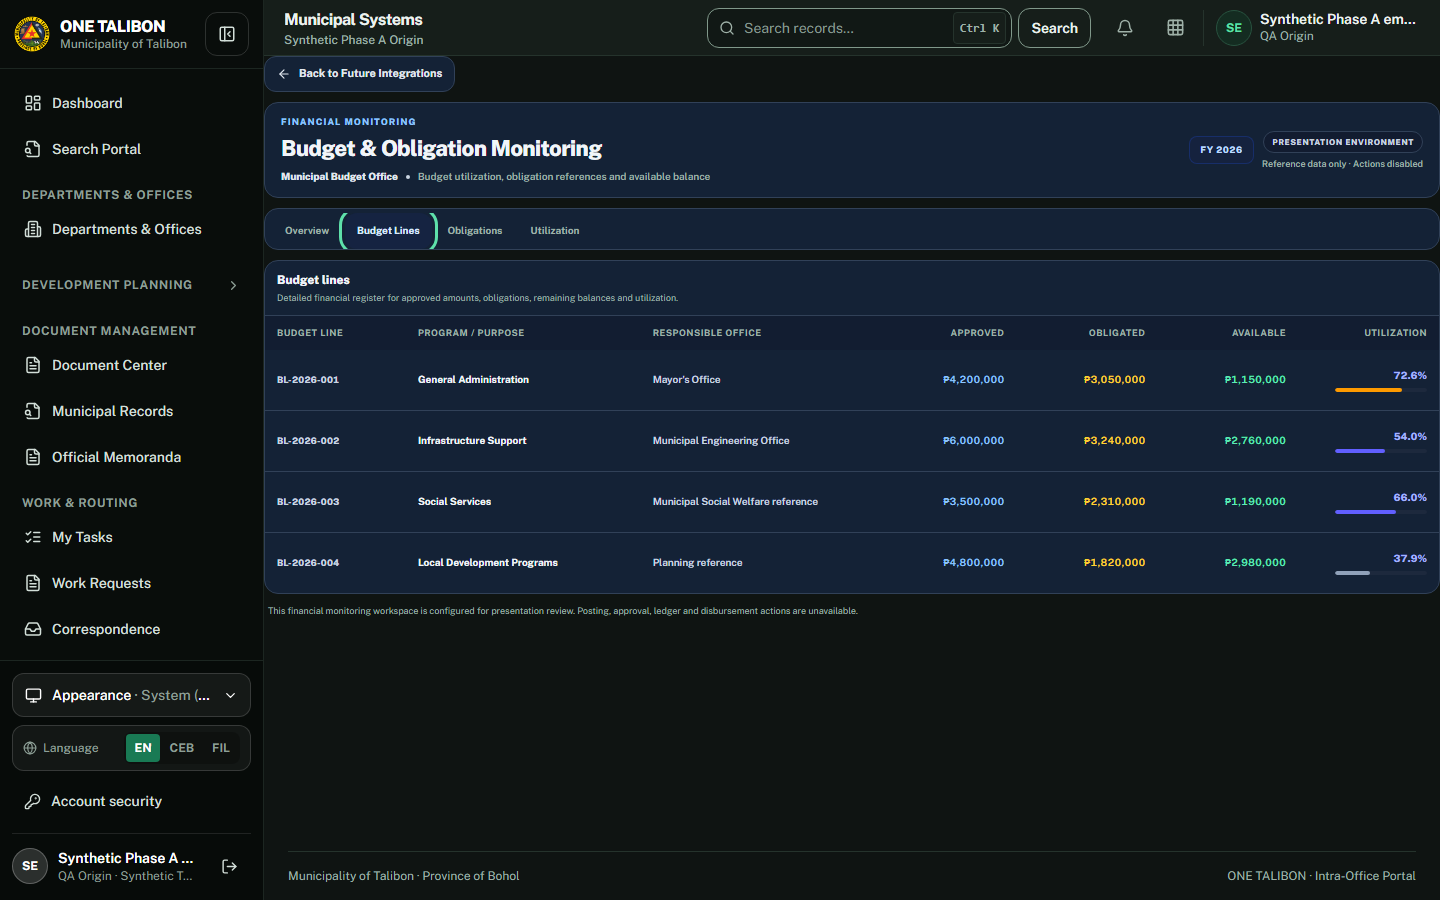 ONE TALIBON
Municipality of Talibon
Municipal Systems
Synthetic Phase A Origin
Search records...
Ctrl K
Search
SE
Synthetic Phase A em...
QA Origin
Dashboard
Search Portal
DEPARTMENTS & OFFICES
Departments & Offices
DEVELOPMENT PLANNING
DOCUMENT MANAGEMENT
Document Center
Municipal Records
Official Memoranda
WORK & ROUTING
My Tasks
Work Requests
Correspondence
Appearance · System (...
Language EN CEB FIL
Account security
SE
Synthetic Phase A ...
QA Origin · Synthetic T...
Back to Future Integrations
FINANCIAL MONITORING
Budget & Obligation Monitoring
Municipal Budget Office • Budget utilization, obligation references and available balance
FY 2026
PRESENTATION ENVIRONMENT
Reference data only · Actions disabled
Overview Budget Lines Obligations Utilization
Budget lines
Detailed financial register for approved amounts, obligations, remaining balances and utilization.
BUDGET LINE PROGRAM / PURPOSE RESPONSIBLE OFFICE APPROVED OBLIGATED AVAILABLE UTILIZATION
BL-2026-001 General Administration Mayor's Office ₱4,200,000 ₱3,050,000 ₱1,150,000 72.6%
BL-2026-002 Infrastructure Support Municipal Engineering Office ₱6,000,000 ₱3,240,000 ₱2,760,000 54.0%
BL-2026-003 Social Services Municipal Social Welfare reference ₱3,500,000 ₱2,310,000 ₱1,190,000 66.0%
BL-2026-004 Local Development Programs Planning reference ₱4,800,000 ₱1,820,000 ₱2,980,000 37.9%
This financial monitoring workspace is configured for presentation review. Posting, approval, ledger and disbursement actions are unavailable.
Municipality of Talibon · Province of Bohol
ONE TALIBON · Intra-Office Portal